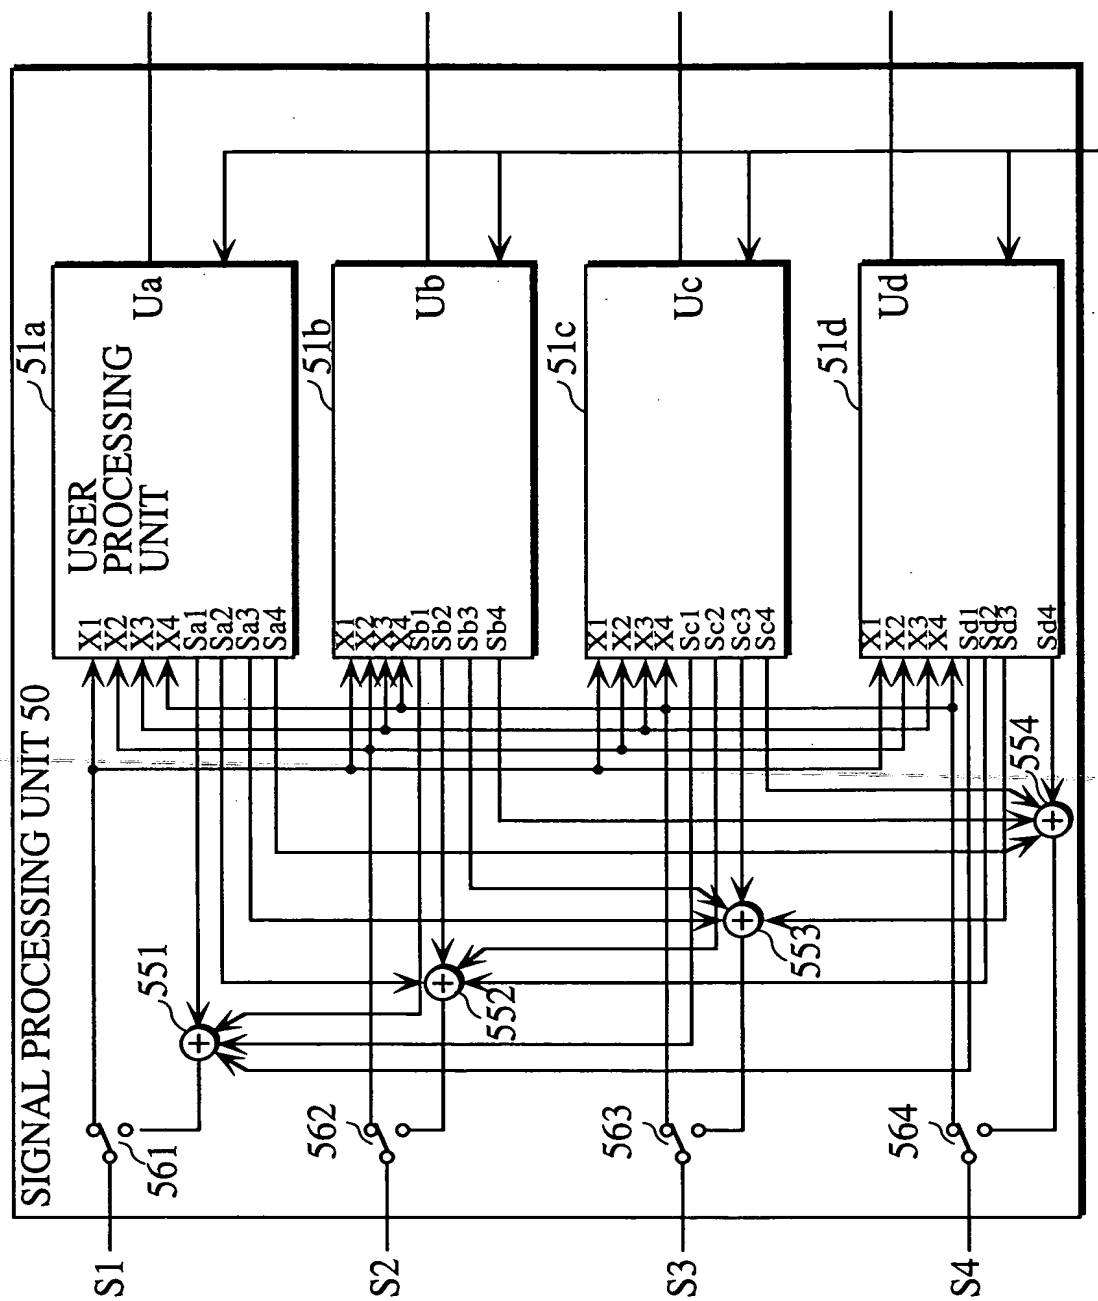 SIGNAL PROCESSING UNIT 50
51a
USER
PROCESSING
UNIT
Ua
X1
X2
X3
X4
Sa1
Sa2
Sa3
Sa4
51b
Ub
X1
X2
X3
X4
Sb1
Sb2
Sb3
Sb4
51c
Uc
X1
X2
X3
X4
Sc1
Sc2
Sc3
Sc4
51d
Ud
X1
X2
X3
X4
Sd1
Sd2
Sd3
Sd4
551
552
553
554
561
562
563
564
S1
S2
S3
S4